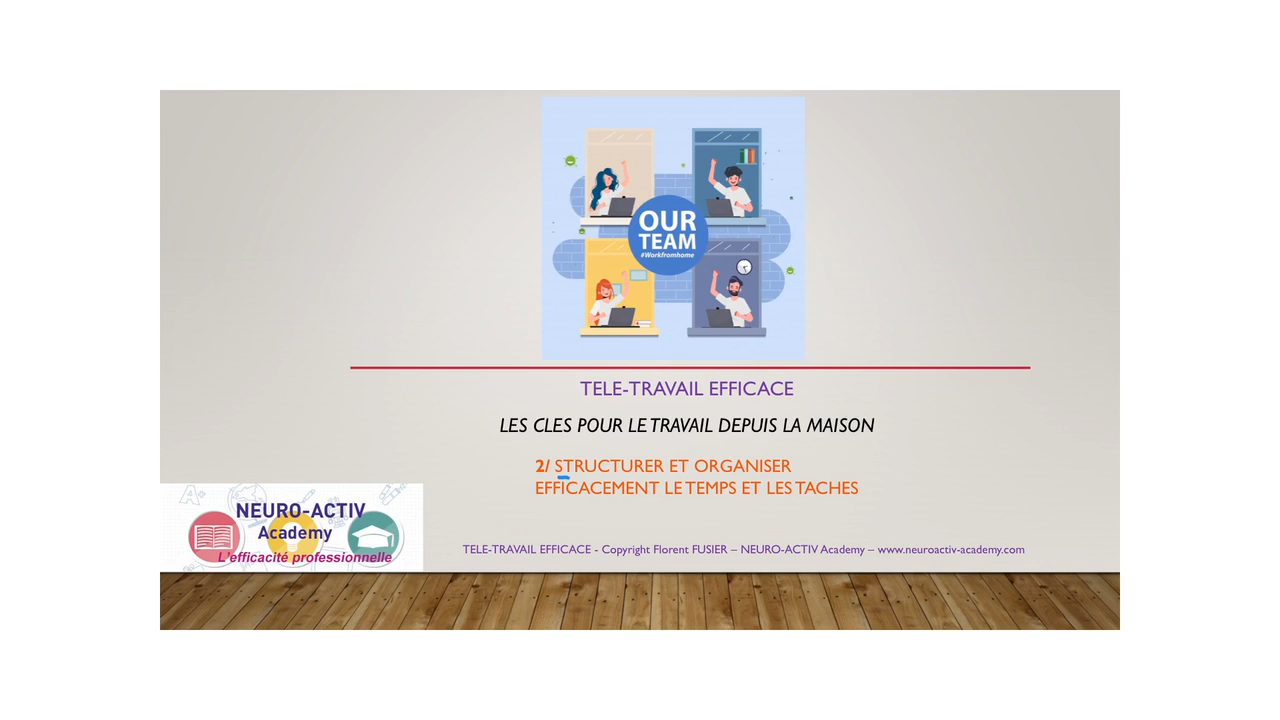 OUR
TEAM
#Workfromhome
TELE-TRAVAIL EFFICACE
LES CLES POUR LE TRAVAIL DEPUIS LA MAISON
2/ STRUCTURER ET ORGANISER
EFFICACEMENT LE TEMPS ET LES TACHES
NEURO-ACTIV
Academy
L'efficacité professionnelle
TELE-TRAVAIL EFFICACE - Copyright Florent FUSIER – NEURO-ACTIV Academy – www.neuroactiv-academy.com